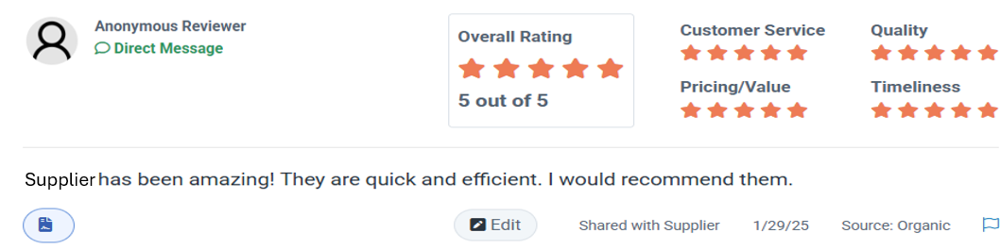 Anonymous Reviewer
Direct Message
Overall Rating
5 out of 5
Customer Service
Quality
Pricing/Value
Timeliness
Supplier has been amazing! They are quick and efficient. I would recommend them.
Edit
Shared with Supplier
1/29/25
Source: Organic